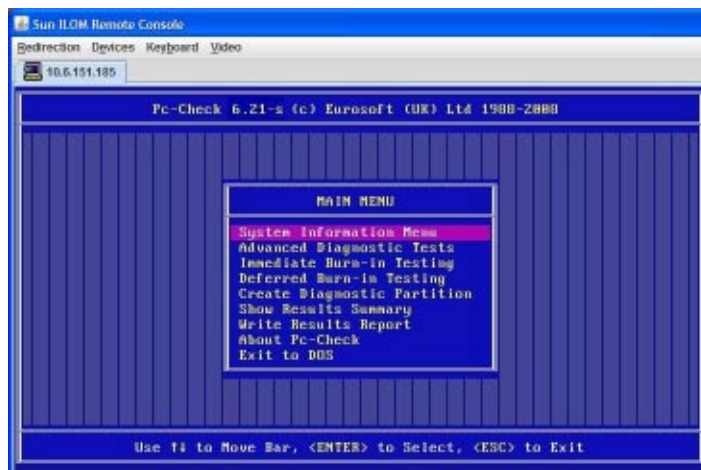 Sun ILOM Remote Console
Redirection Devices Keyboard Video
10.6.151.185
Pc-Check 6.21-s (c) Eurosoft (UK) Ltd 1988-2008
MAIN MENU
System Information Menu
Advanced Diagnostic Tests
Immediate Burn-in Testing
Deferred Burn-in Testing
Create Diagnostic Partition
Show Results Summary
Write Results Report
About Pc-Check
Exit to DOS
Use ↑↓ to Move Bar, <ENTER> to Select, <ESC> to Exit